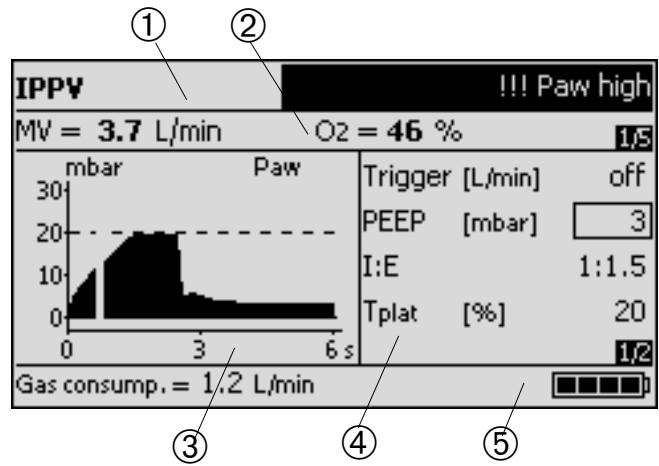 ① ②
IPPV !!! Paw high
MV = 3.7 L/min O2 = 46 % 1/5
mbar Paw
30
20
10
0
0 3 6 s
Trigger [L/min] off
PEEP [mbar] 3
I:E 1:1.5
Tplat [%] 20
1/2
Gas consump. = 1.2 L/min
③ ④ ⑤